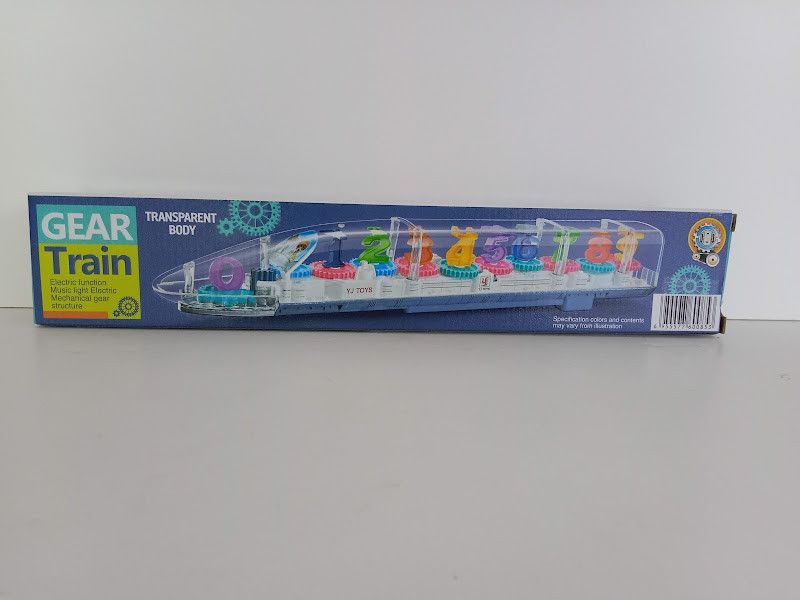 GEAR
Train
Electric function
Music light Electric
Mechanical gear
structure
TRANSPARENT
BODY
0 1 2 3 4 5 6 7 8
YJ TOYS
Specification colors and contents
may vary from illustration